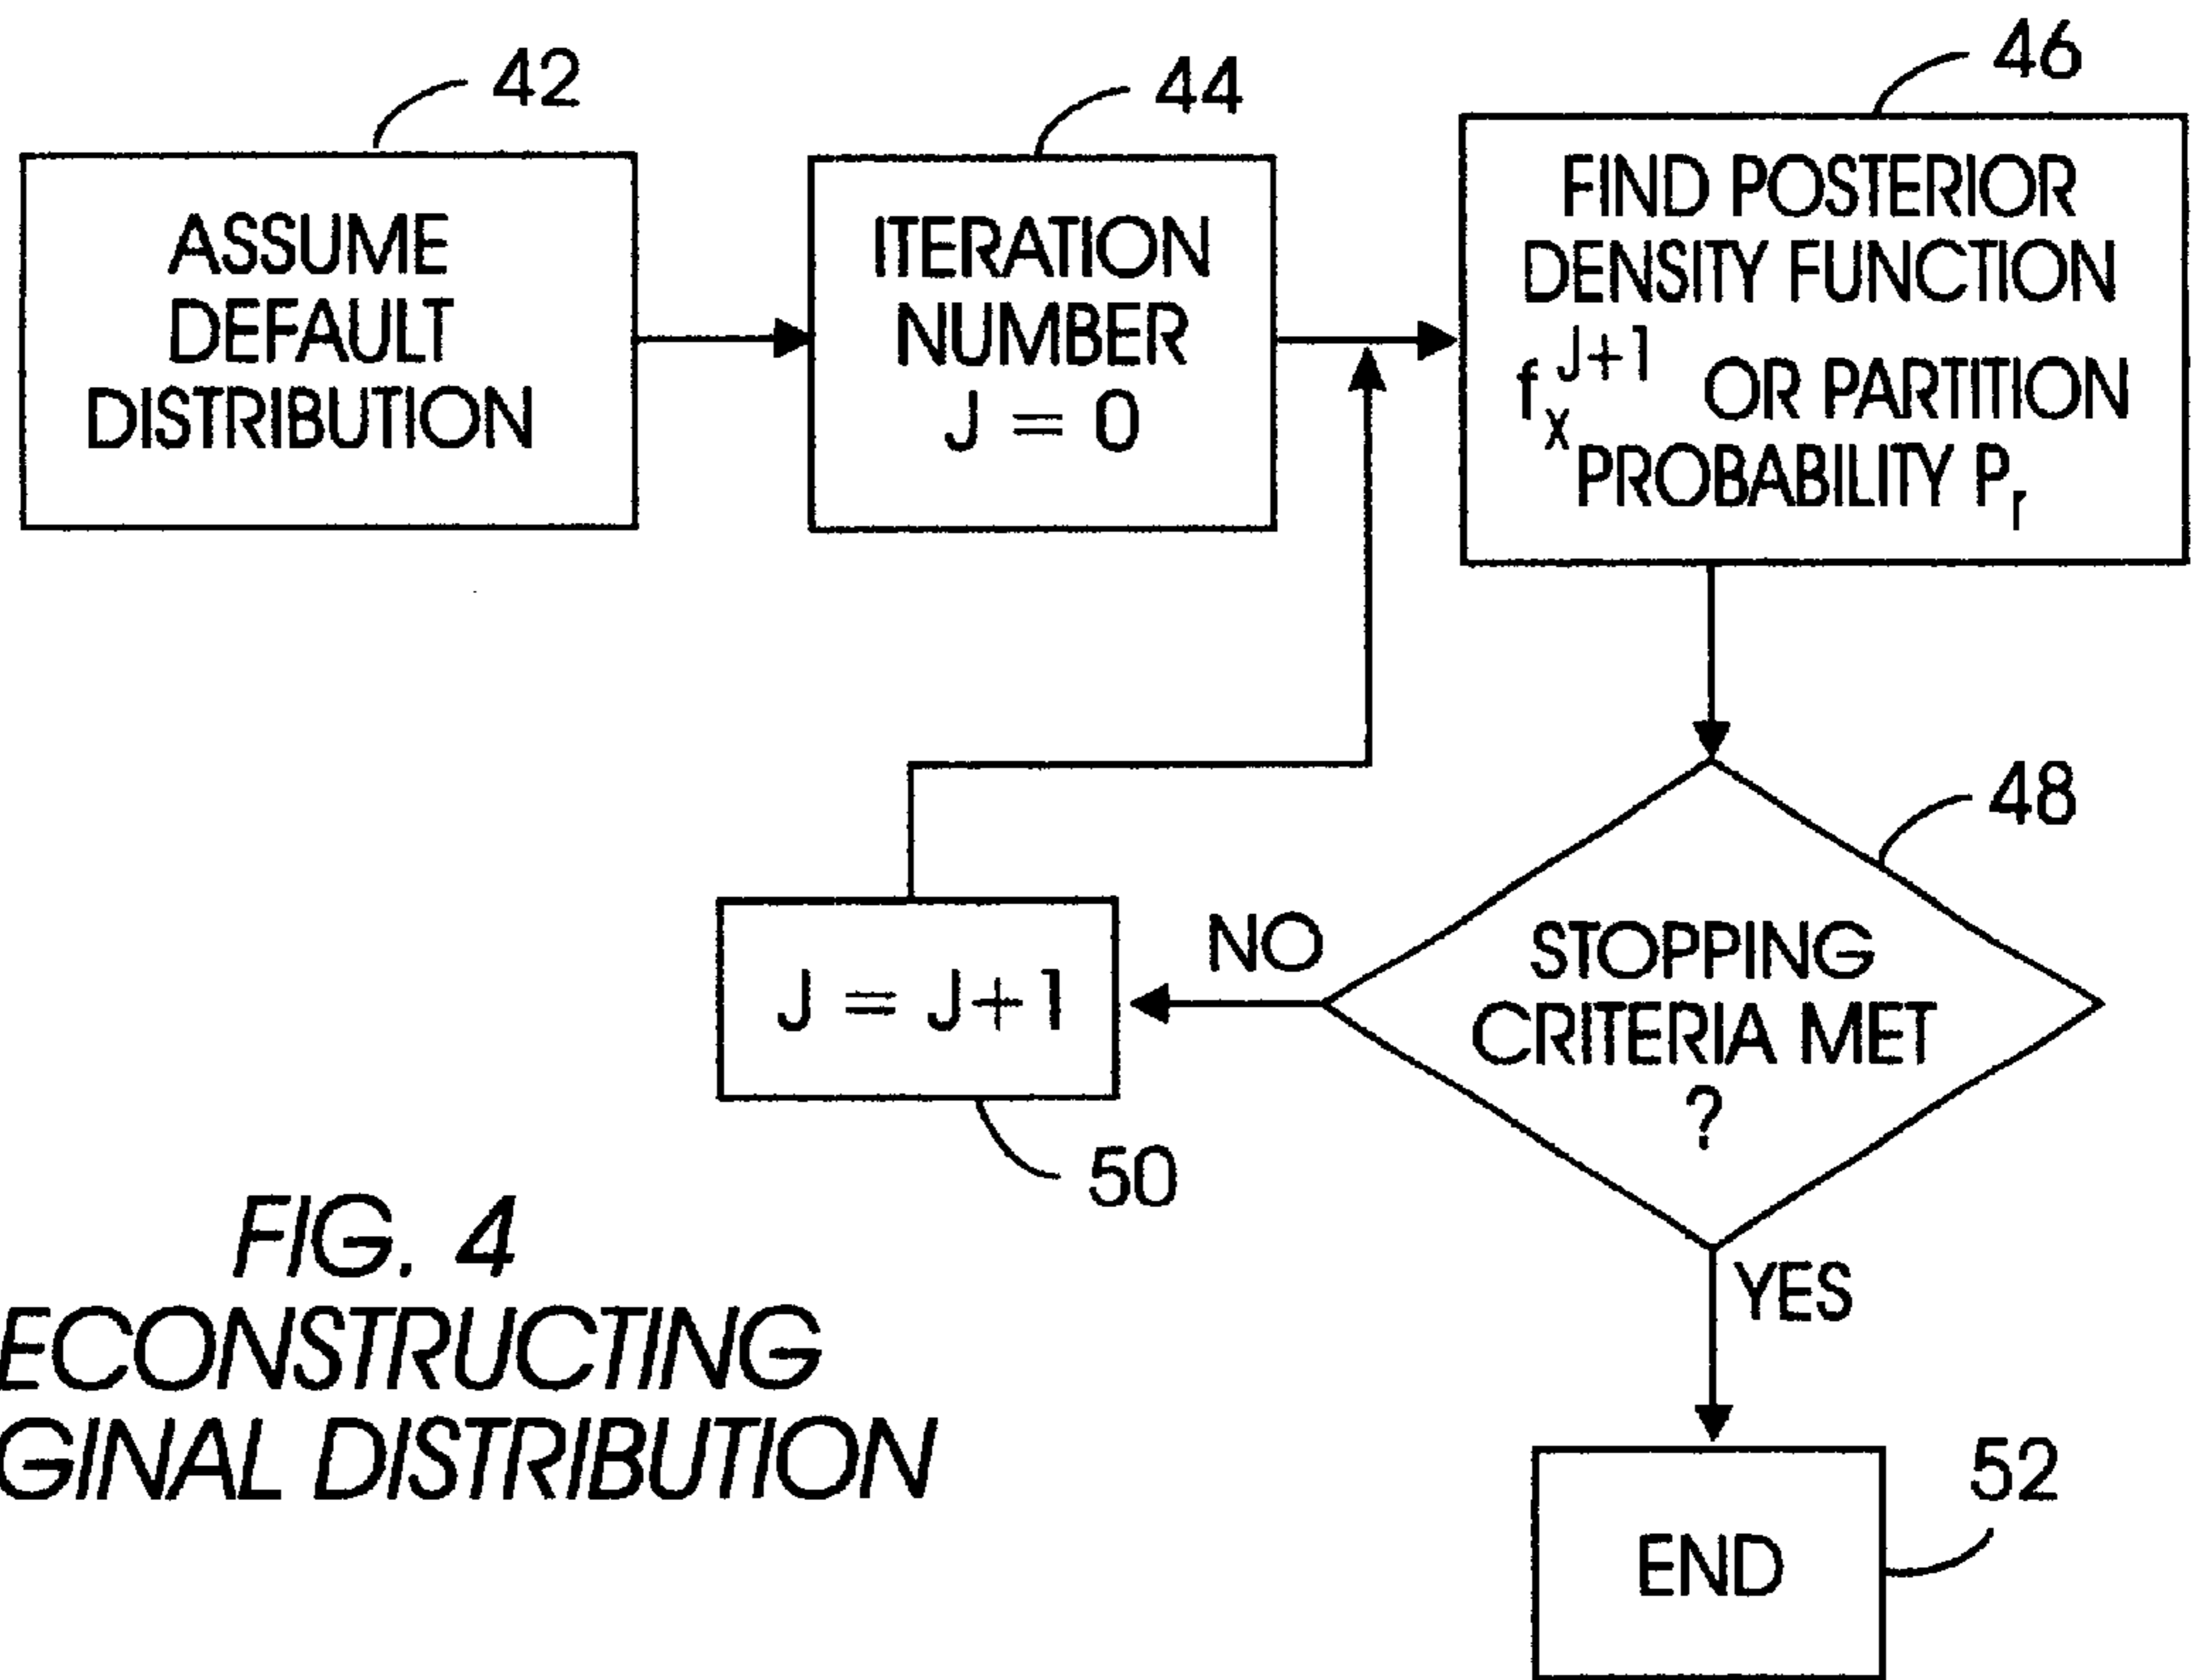 42
ASSUME
DEFAULT
DISTRIBUTION
44
ITERATION
NUMBER
J = 0
46
FIND POSTERIOR
DENSITY FUNCTION
f_x^{J+1} OR PARTITION
PROBABILITY P_r
48
STOPPING
CRITERIA MET
?
NO
J = J+1
50
YES
END
52
FIG. 4
ECONSTRUCTING
GINAL DISTRIBUTION